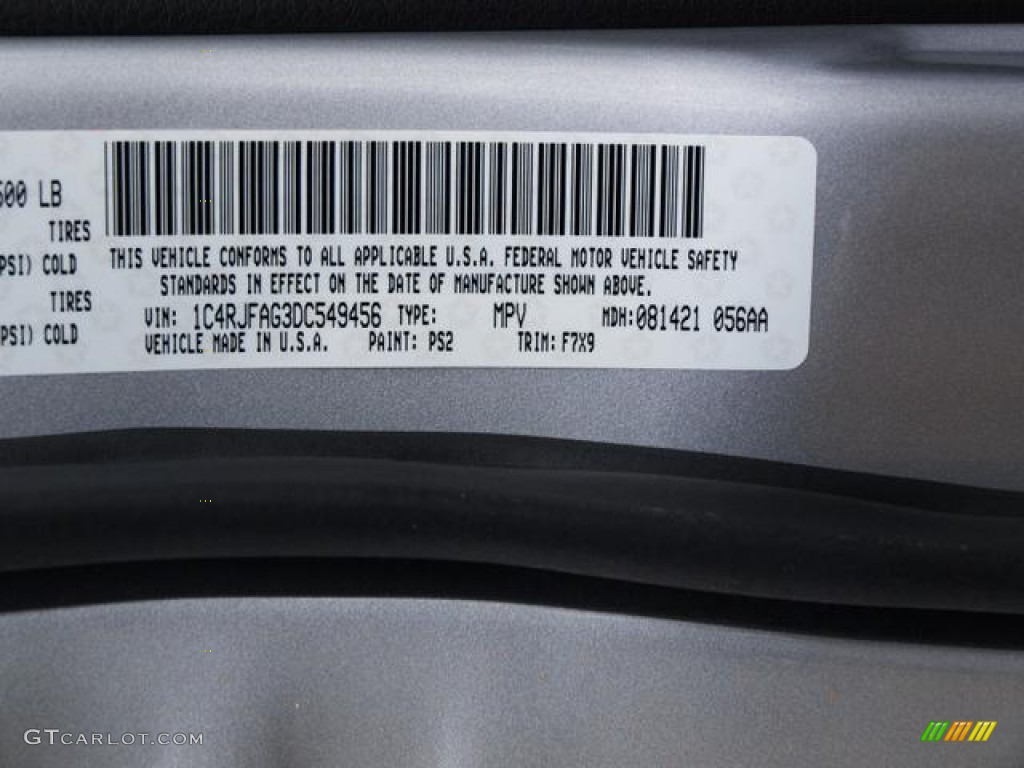 600 LB
TIRES
PSI) COLD
TIRES
PSI) COLD
THIS VEHICLE CONFORMS TO ALL APPLICABLE U.S.A. FEDERAL MOTOR VEHICLE SAFETY
STANDARDS IN EFFECT ON THE DATE OF MANUFACTURE SHOWN ABOVE.
VIN: 1C4RJFAG3DC549456 TYPE: MPV MDH:081421 056AA
VEHICLE MADE IN U.S.A. PAINT: PS2 TRIM: F7X9
GTCARLOT.COM